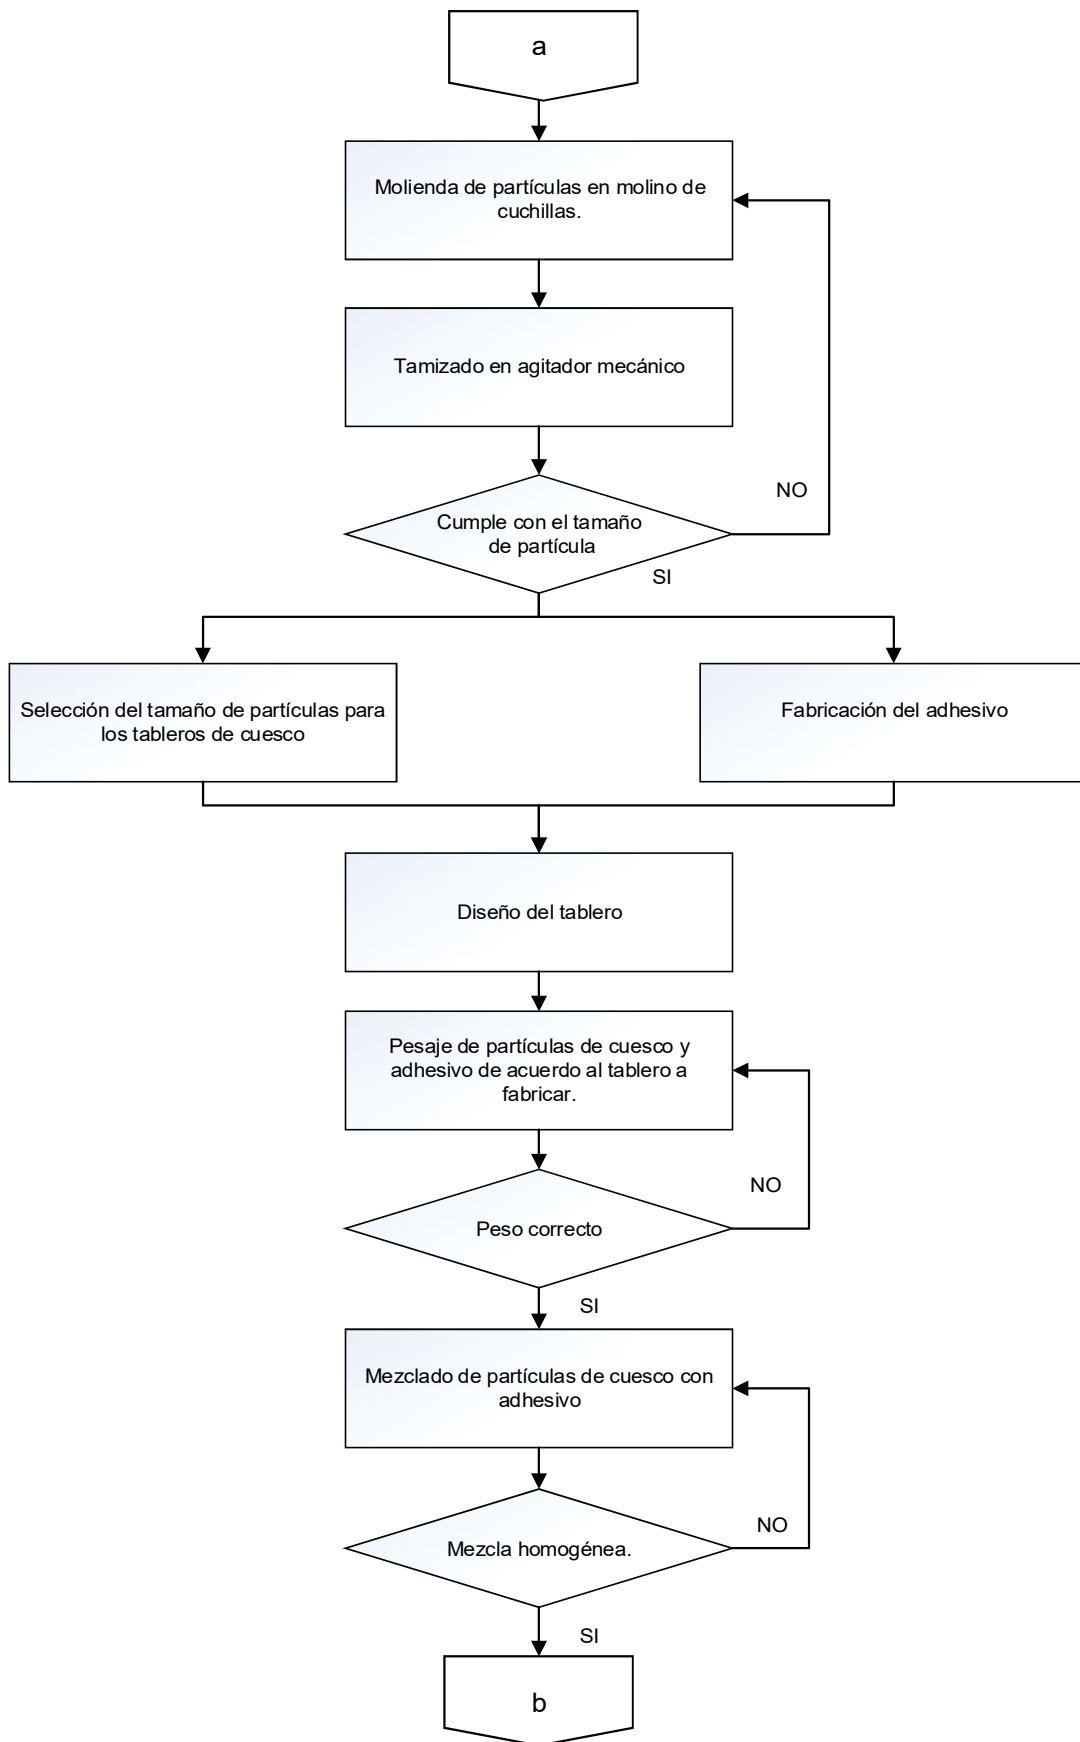 a
Molienda de partículas en molino de
cuchillas.
Tamizado en agitador mecánico
NO
Cumple con el tamaño
de partícula
SI
Selección del tamaño de partículas para
los tableros de cuesco
Fabricación del adhesivo
Diseño del tablero
Pesaje de partículas de cuesco y
adhesivo de acuerdo al tablero a
fabricar.
NO
Peso correcto
SI
Mezclado de partículas de cuesco con
adhesivo
NO
Mezcla homogénea.
SI
b